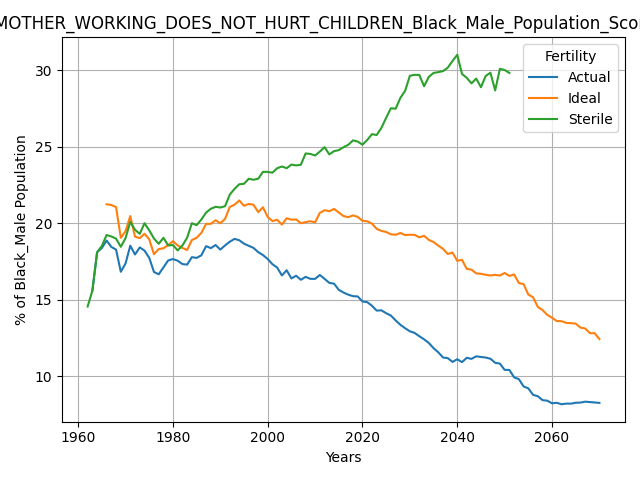 MOTHER_WORKING_DOES_NOT_HURT_CHILDREN_Black_Male_Population_Scor
Fertility
Actual
Ideal
Sterile
% of Black_Male Population
30
25
20
15
10
1960
1980
2000
2020
2040
2060
Years